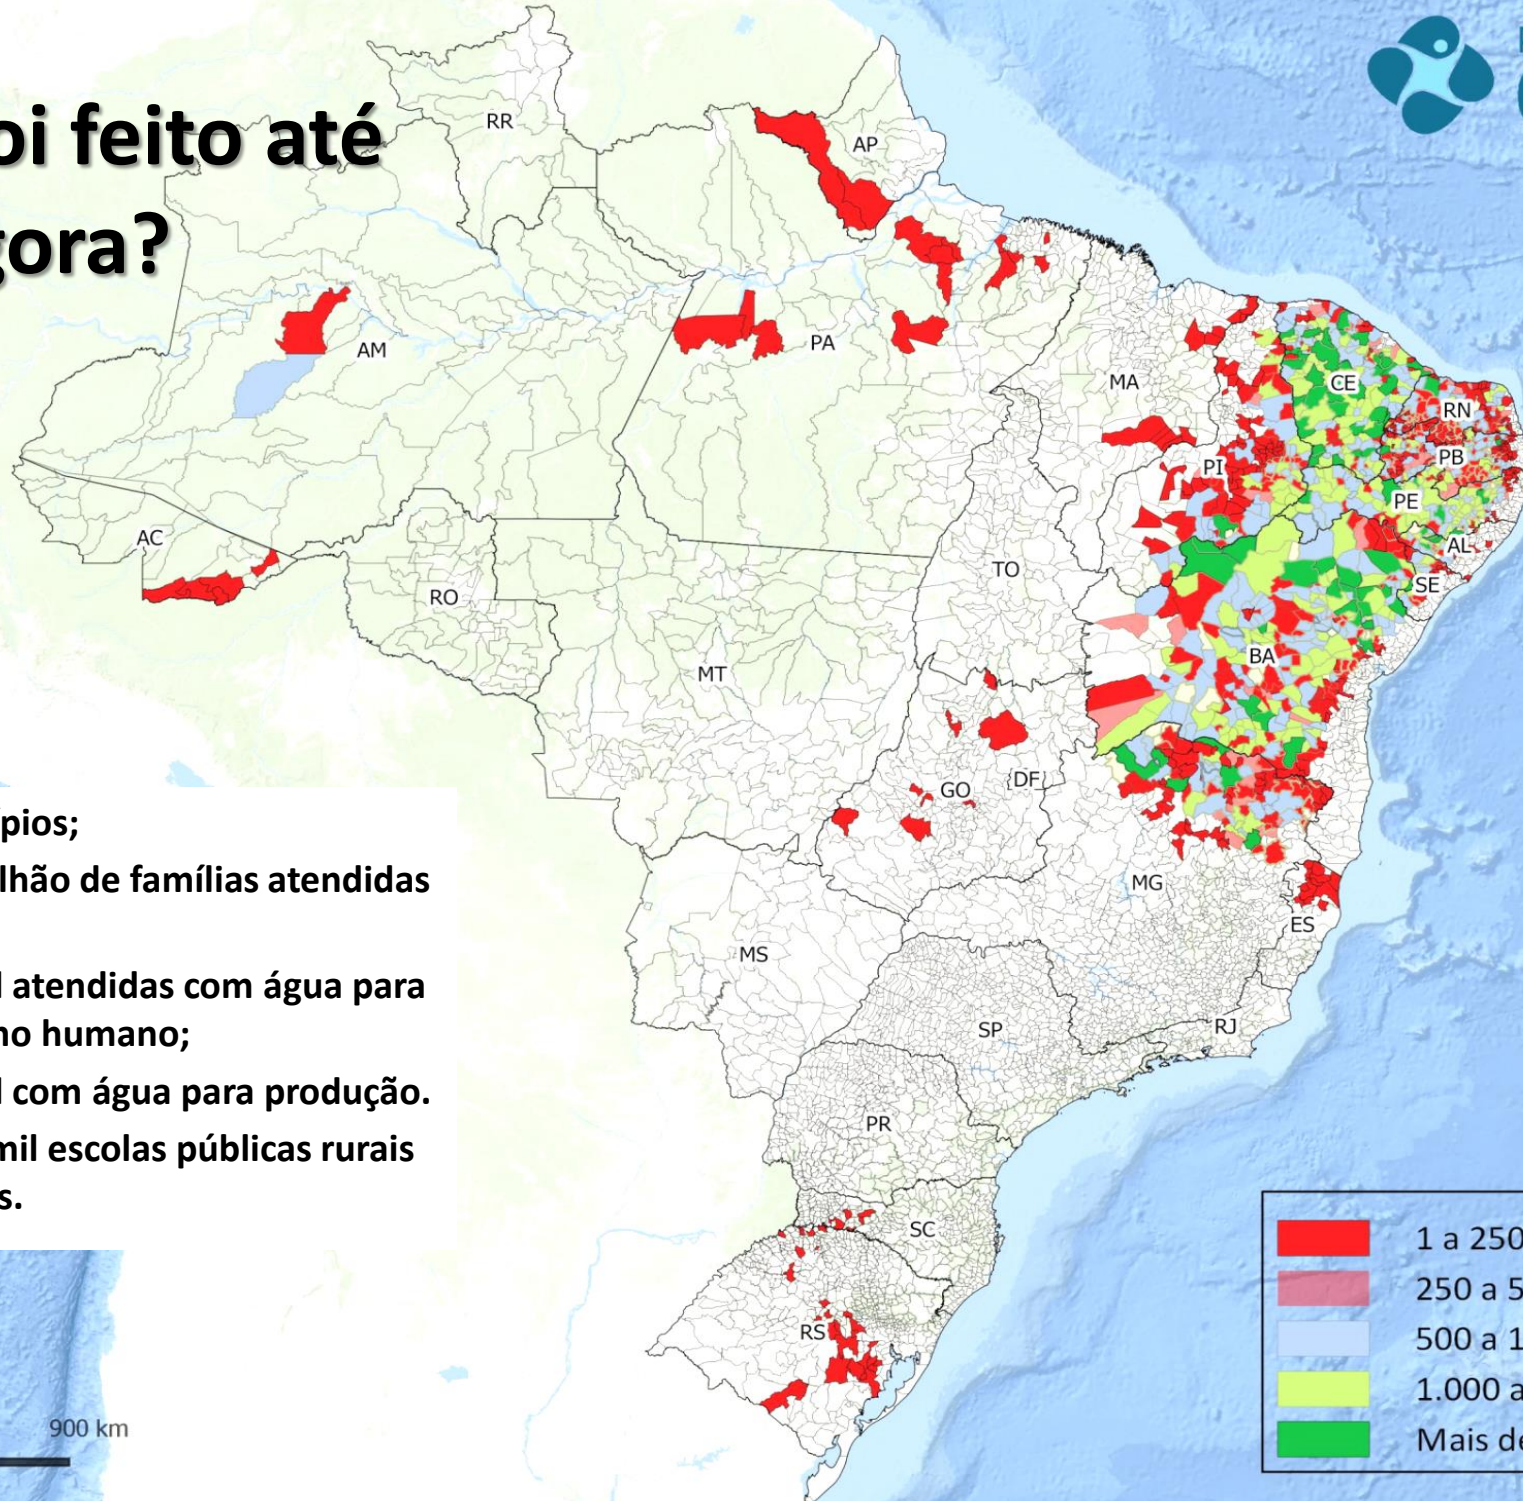 oi feito até
gora?
RR
AP
AM
PA
MA
CE
RN
PB
PI
PE
AL
SE
AC
RO
TO
BA
MT
GO
DF
MG
ES
MS
SP
RJ
PR
SC
RS
pios;
lhão de famílias atendidas
l atendidas com água para
no humano;
l com água para produção.
mil escolas públicas rurais
s.
900 km
1 a 250
250 a 5
500 a 1
1.000 a
Mais de